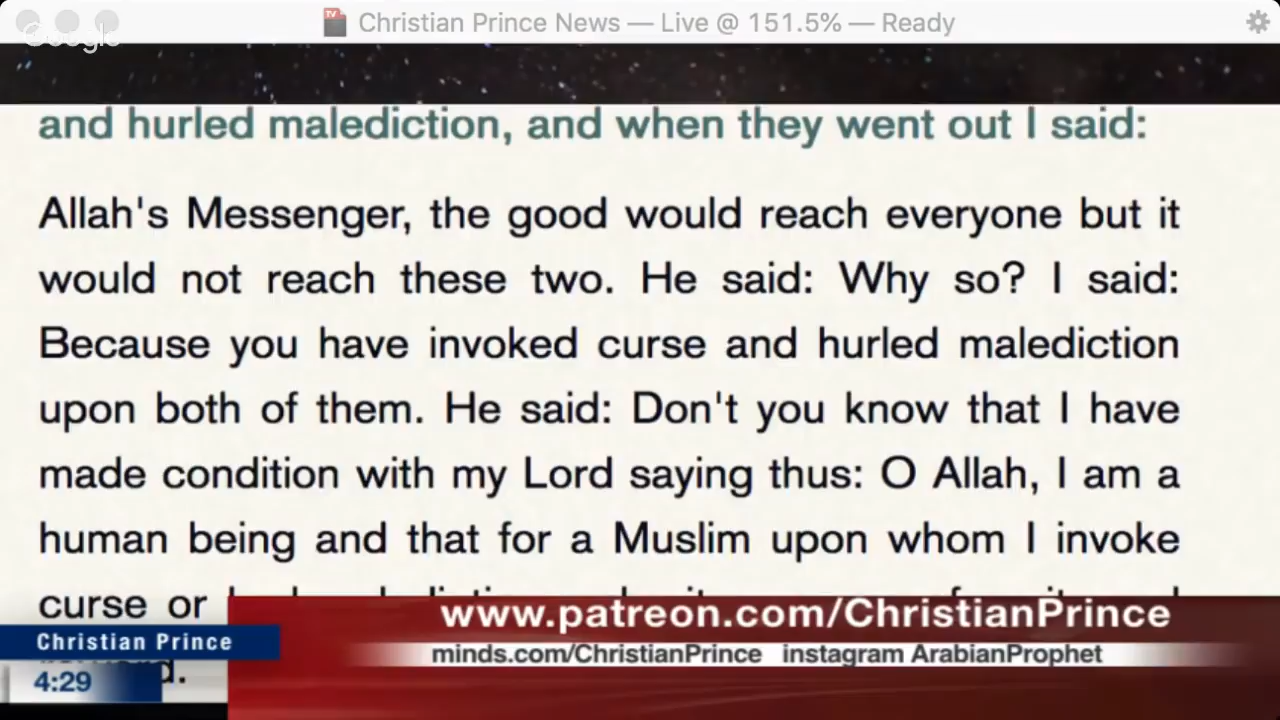 Christian Prince News — Live @ 151.5% — Ready
Google
and hurled malediction, and when they went out I said:
Allah's Messenger, the good would reach everyone but it
would not reach these two. He said: Why so? I said:
Because you have invoked curse and hurled malediction
upon both of them. He said: Don't you know that I have
made condition with my Lord saying thus: O Allah, I am a
human being and that for a Muslim upon whom I invoke
curse or
www.patreon.com/ChristianPrince
Christian Prince
minds.com/ChristianPrince instagram ArabianProphet
4:29